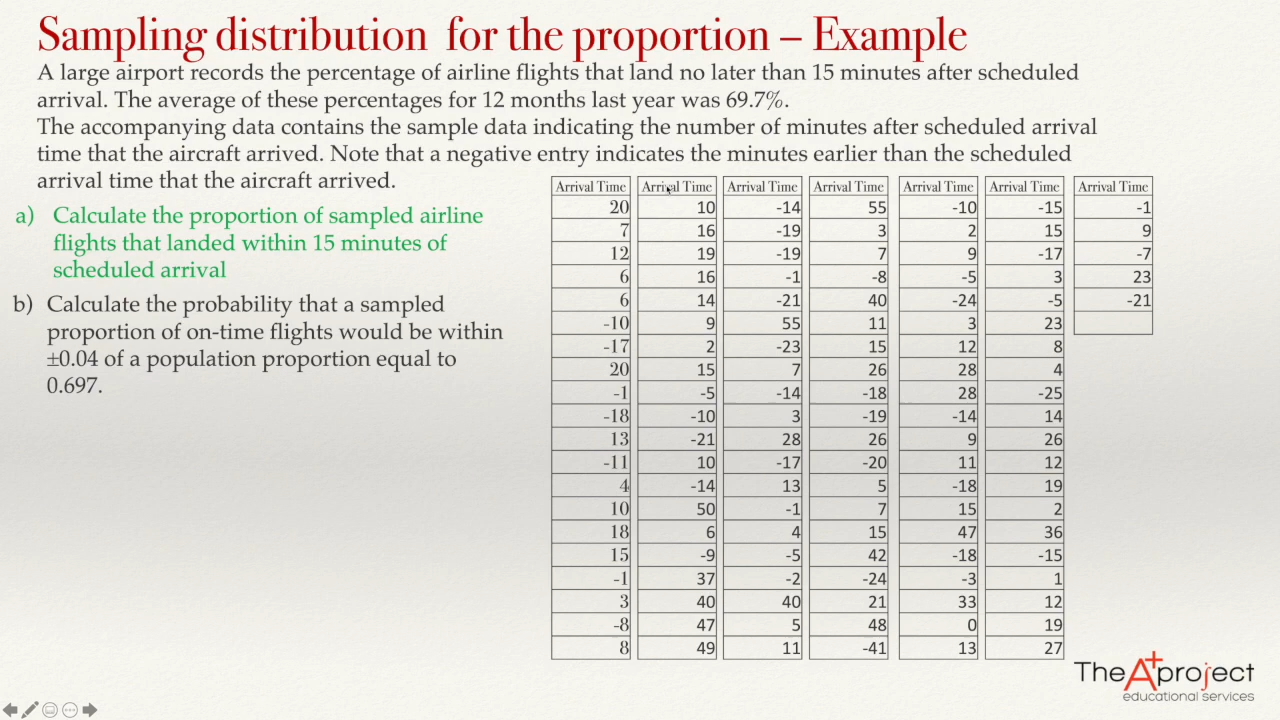 Sampling distribution for the proportion – Example
A large airport records the percentage of airline flights that land no later than 15 minutes after scheduled
arrival. The average of these percentages for 12 months last year was 69.7%.
The accompanying data contains the sample data indicating the number of minutes after scheduled arrival
time that the aircraft arrived. Note that a negative entry indicates the minutes earlier than the scheduled
arrival time that the aircraft arrived.
a) Calculate the proportion of sampled airline
flights that landed within 15 minutes of
scheduled arrival
b) Calculate the probability that a sampled
proportion of on-time flights would be within
±0.04 of a population proportion equal to
0.697.
Arrival Time Arrival Time Arrival Time Arrival Time Arrival Time Arrival Time Arrival Time
20 10 -14 55 -10 -15 -1
7 16 -19 3 2 15 9
12 19 -19 7 9 -17 -7
6 16 -1 -8 -5 3 23
6 14 -21 40 -24 -5 -21
-10 9 55 11 3 23
-17 2 -23 15 12 8
20 15 7 26 28 4
-1 -5 -14 -18 28 -25
-18 -10 3 -19 -14 14
13 -21 28 26 9 26
-11 10 -17 -20 11 12
4 -14 13 5 -18 19
10 50 -1 7 15 2
18 6 4 15 47 36
15 -9 -5 42 -18 -15
-1 37 -2 -24 -3 1
3 40 40 21 33 12
-8 47 5 48 0 19
8 49 11 -41 13 27
The A+ project
educational services